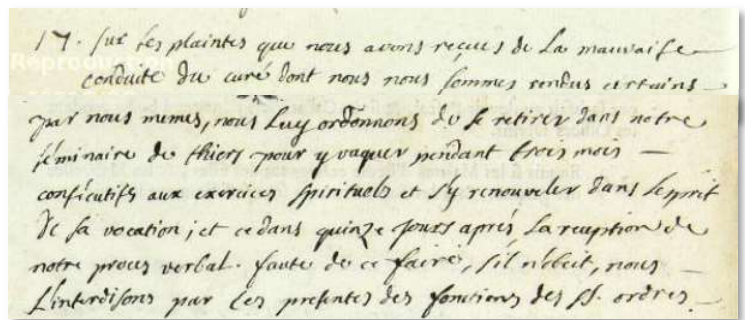 17. sur les plaintes que nous avons reçues de la mauvaise
conduite du curé dont nous nous sommes rendus certains
par nous memes, nous luy ordonnons de se retirer dans notre
séminaire de thiers pour y vaquer pendant trois mois
consécutifs aux exercices spirituels et s'y renouveler dans l'esprit
de sa vocation; et ce dans quinze jours après la reception de
notre proces verbal. faute de ce faire, s'il n'obeit, nous
L'interdisons par ces presentes des fonctions des ss. ordres